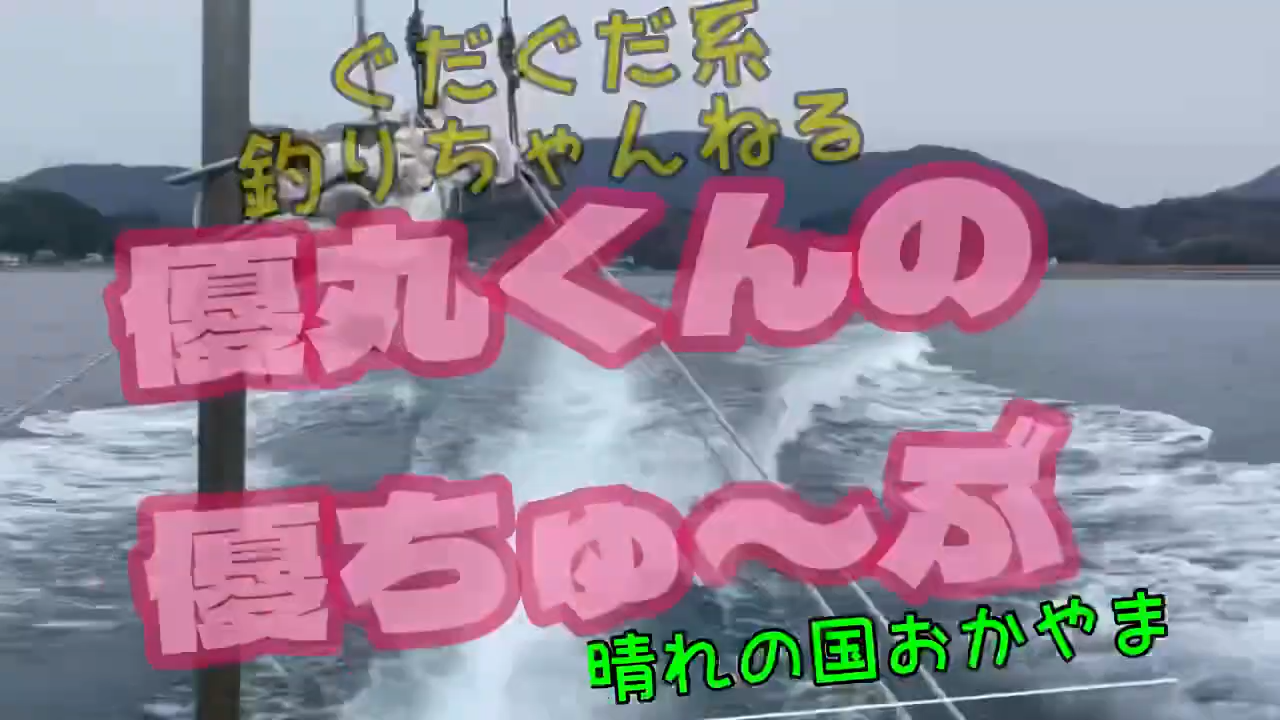 ぐだぐだ系
釣りちゃんねる
優丸くんの
優ちゅ〜ぶ
晴れの国おかやま